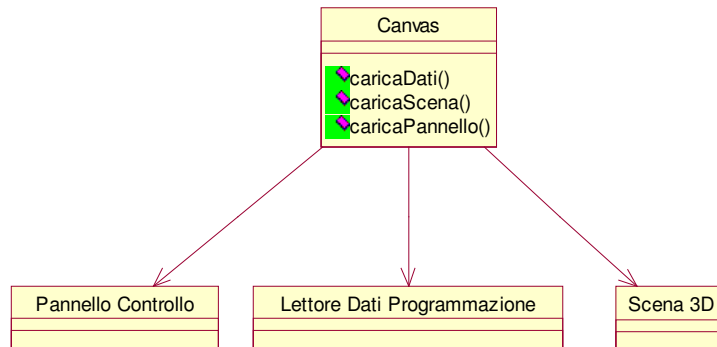 Canvas
caricaDati()
caricaScena()
caricaPannello()
Pannello Controllo
Lettore Dati Programmazione
Scena 3D